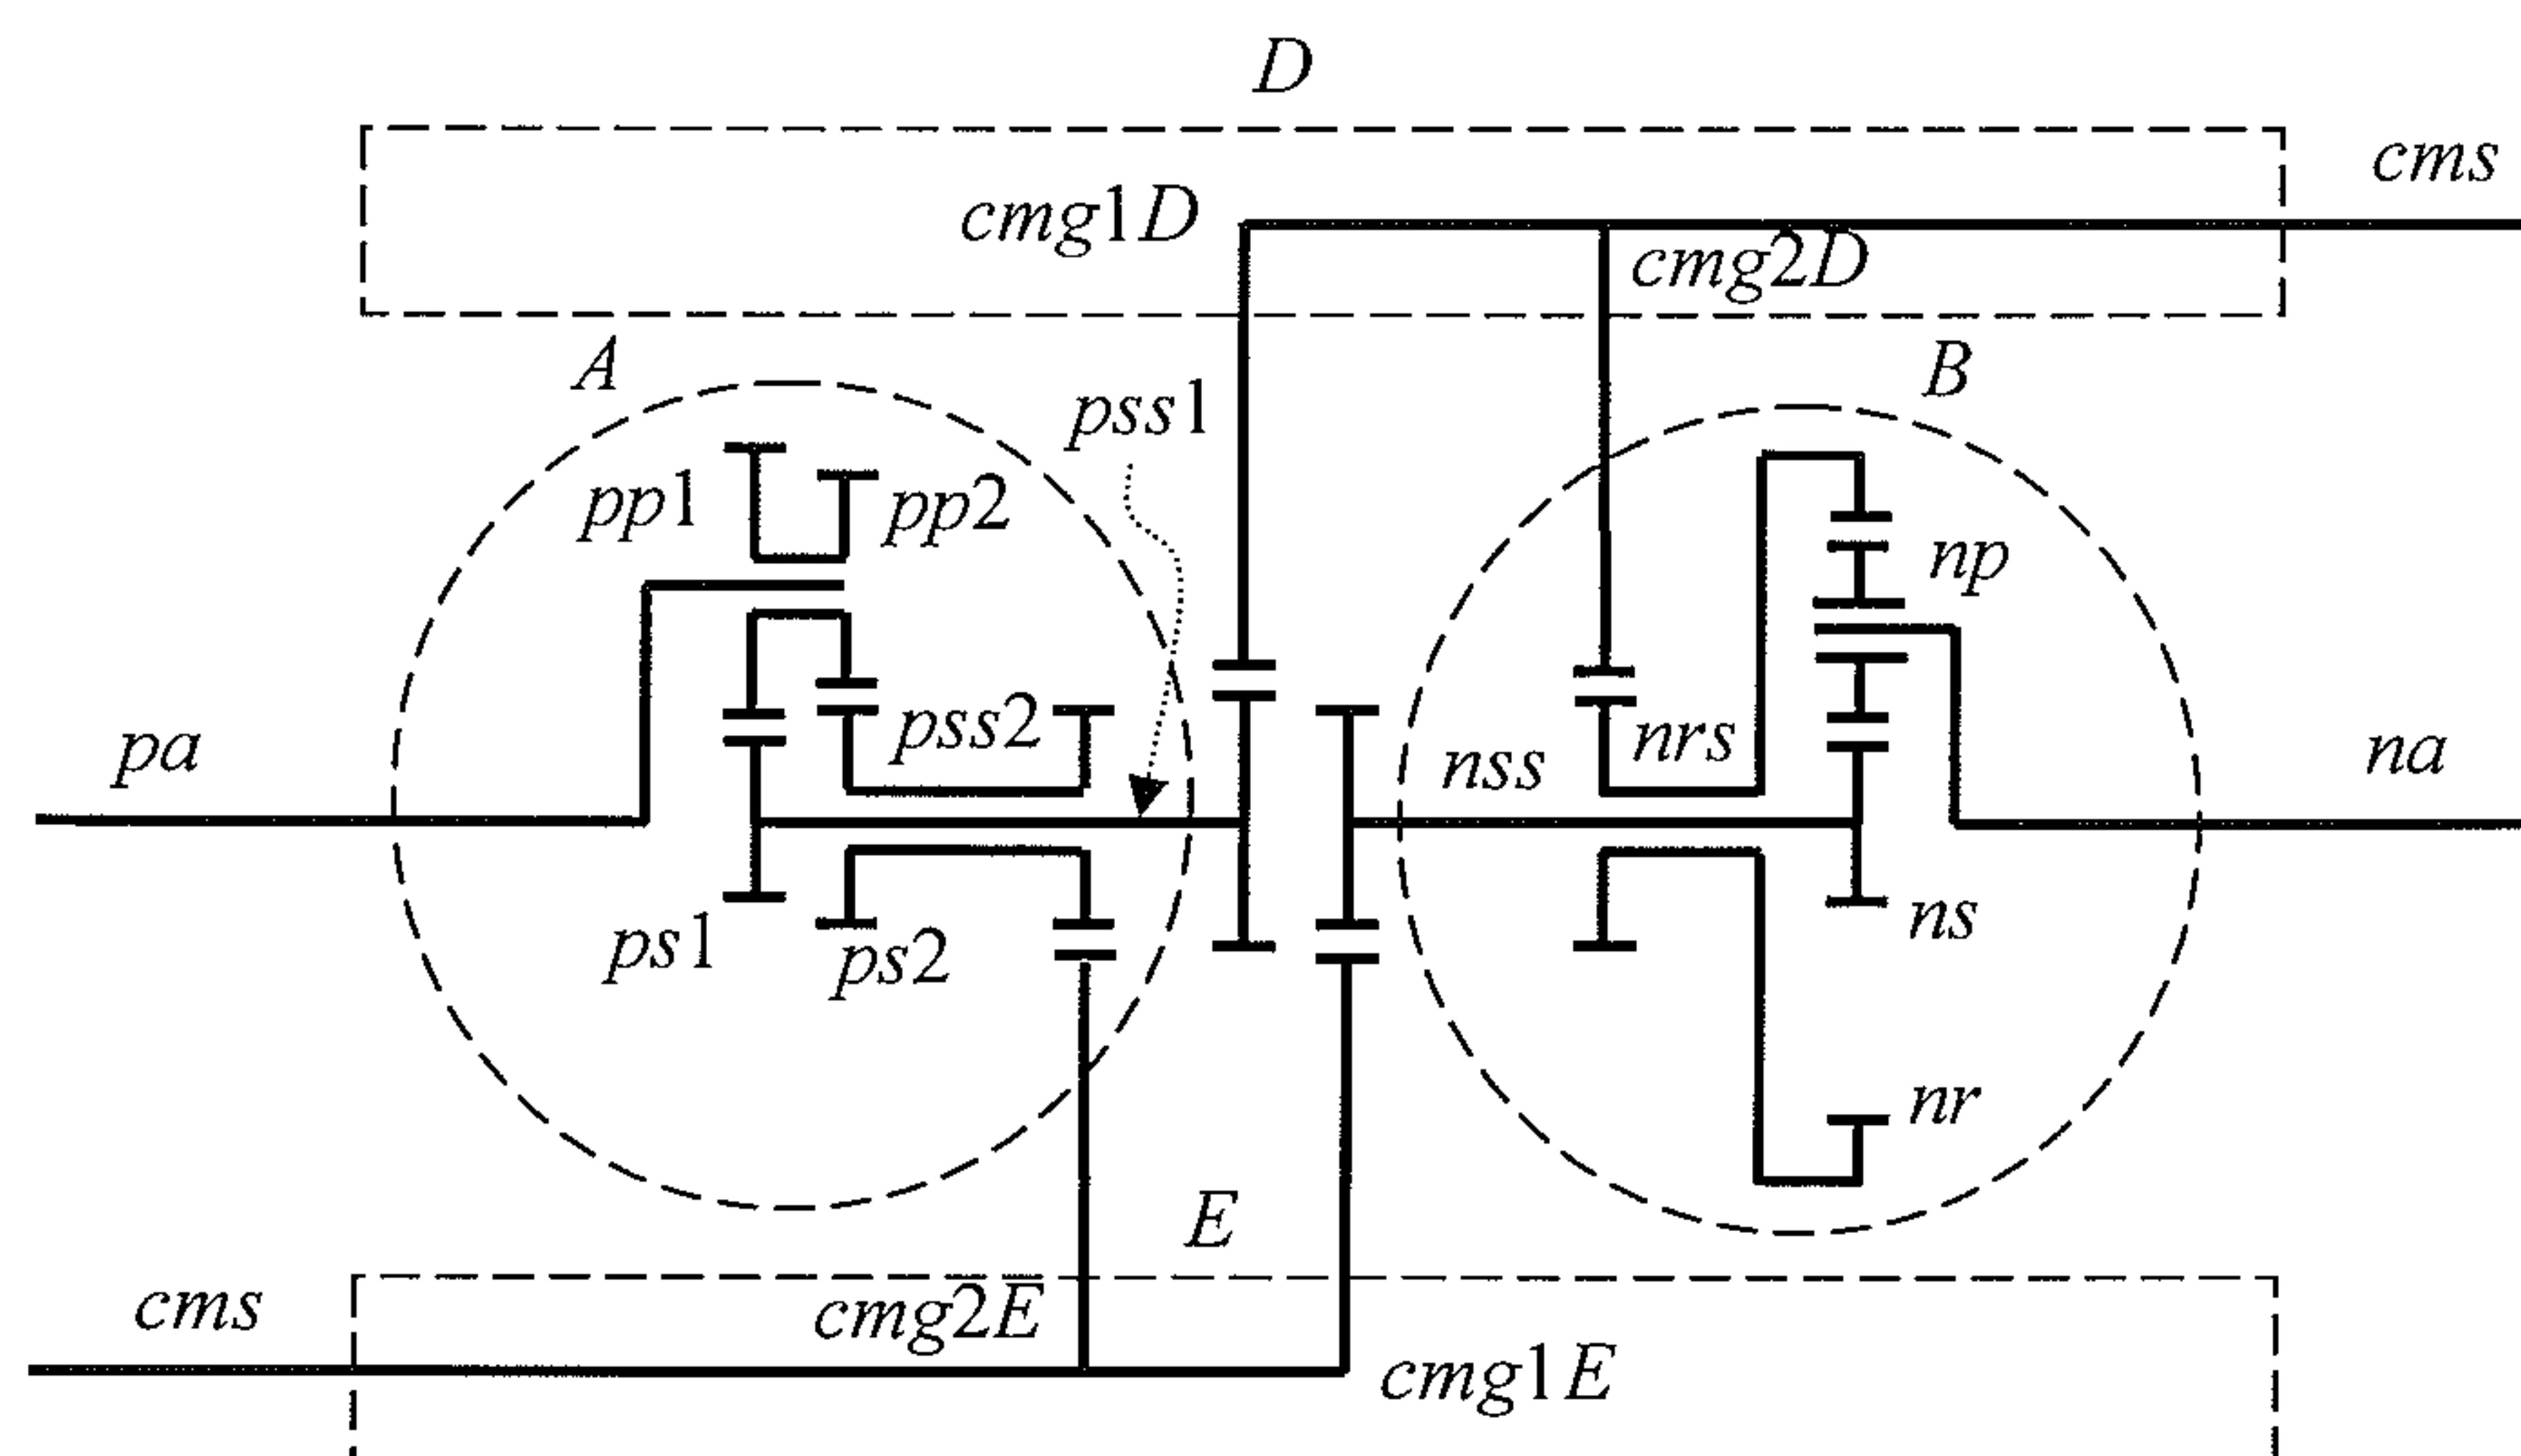 D
cms
cmg1D
cmg2D
A
B
pss1
pp1
pp2
np
pa
pss2
nss
nrs
na
ps1
ps2
ns
nr
E
cms
cmg2E
cmg1E